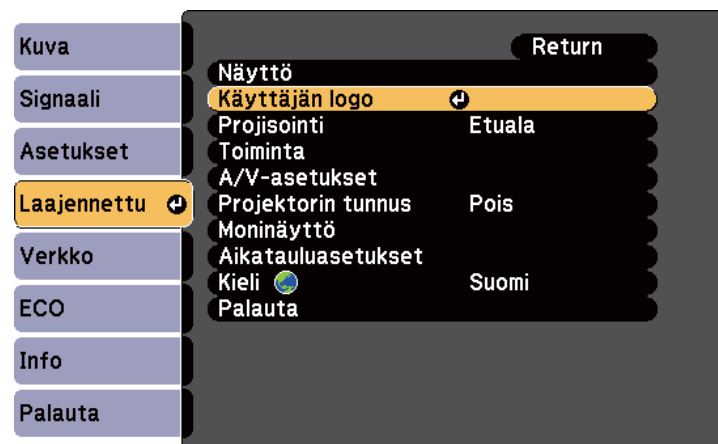 Kuva
Signaali
Asetukset
Laajennettu
Verkko
ECO
Info
Palauta
Return
Näyttö
Käyttäjän logo
Projisointi Etuala
Toiminta
A/V-asetukset
Projektorin tunnus Pois
Moninäyttö
Aikatauluasetukset
Kieli Suomi
Palauta